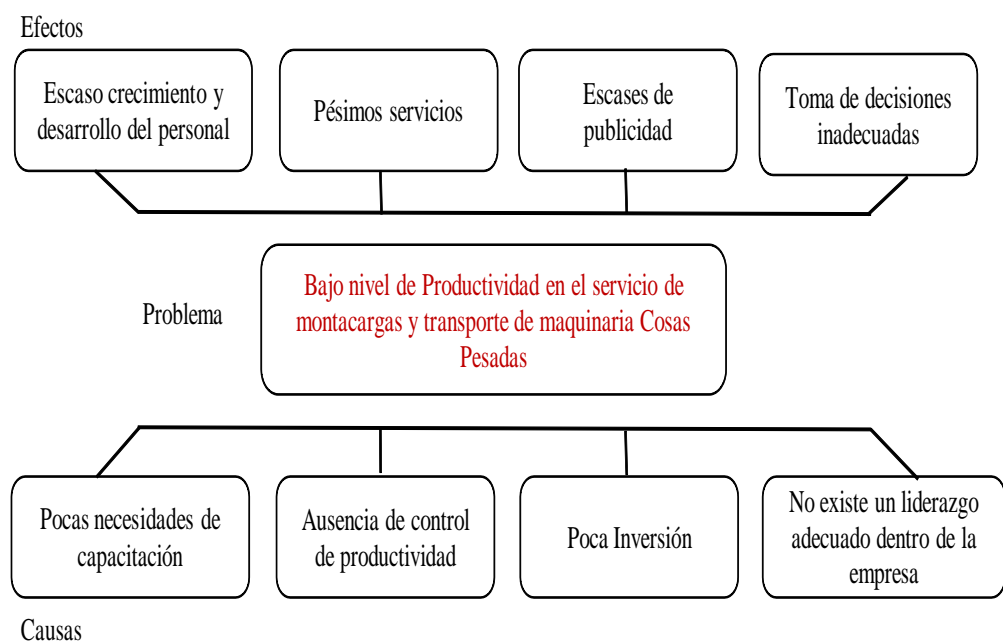 Efectos
Escaso crecimiento y
desarrollo del personal
Pésimos servicios
Escases de
publicidad
Toma de decisiones
inadecuadas
Problema
Bajo nivel de Productividad en el servicio de
montacargas y transporte de maquinaria Cosas
Pesadas
Pocas necesidades de
capacitación
Ausencia de control
de productividad
Poca Inversión
No existe un liderazgo
adecuado dentro de la
empresa
Causas